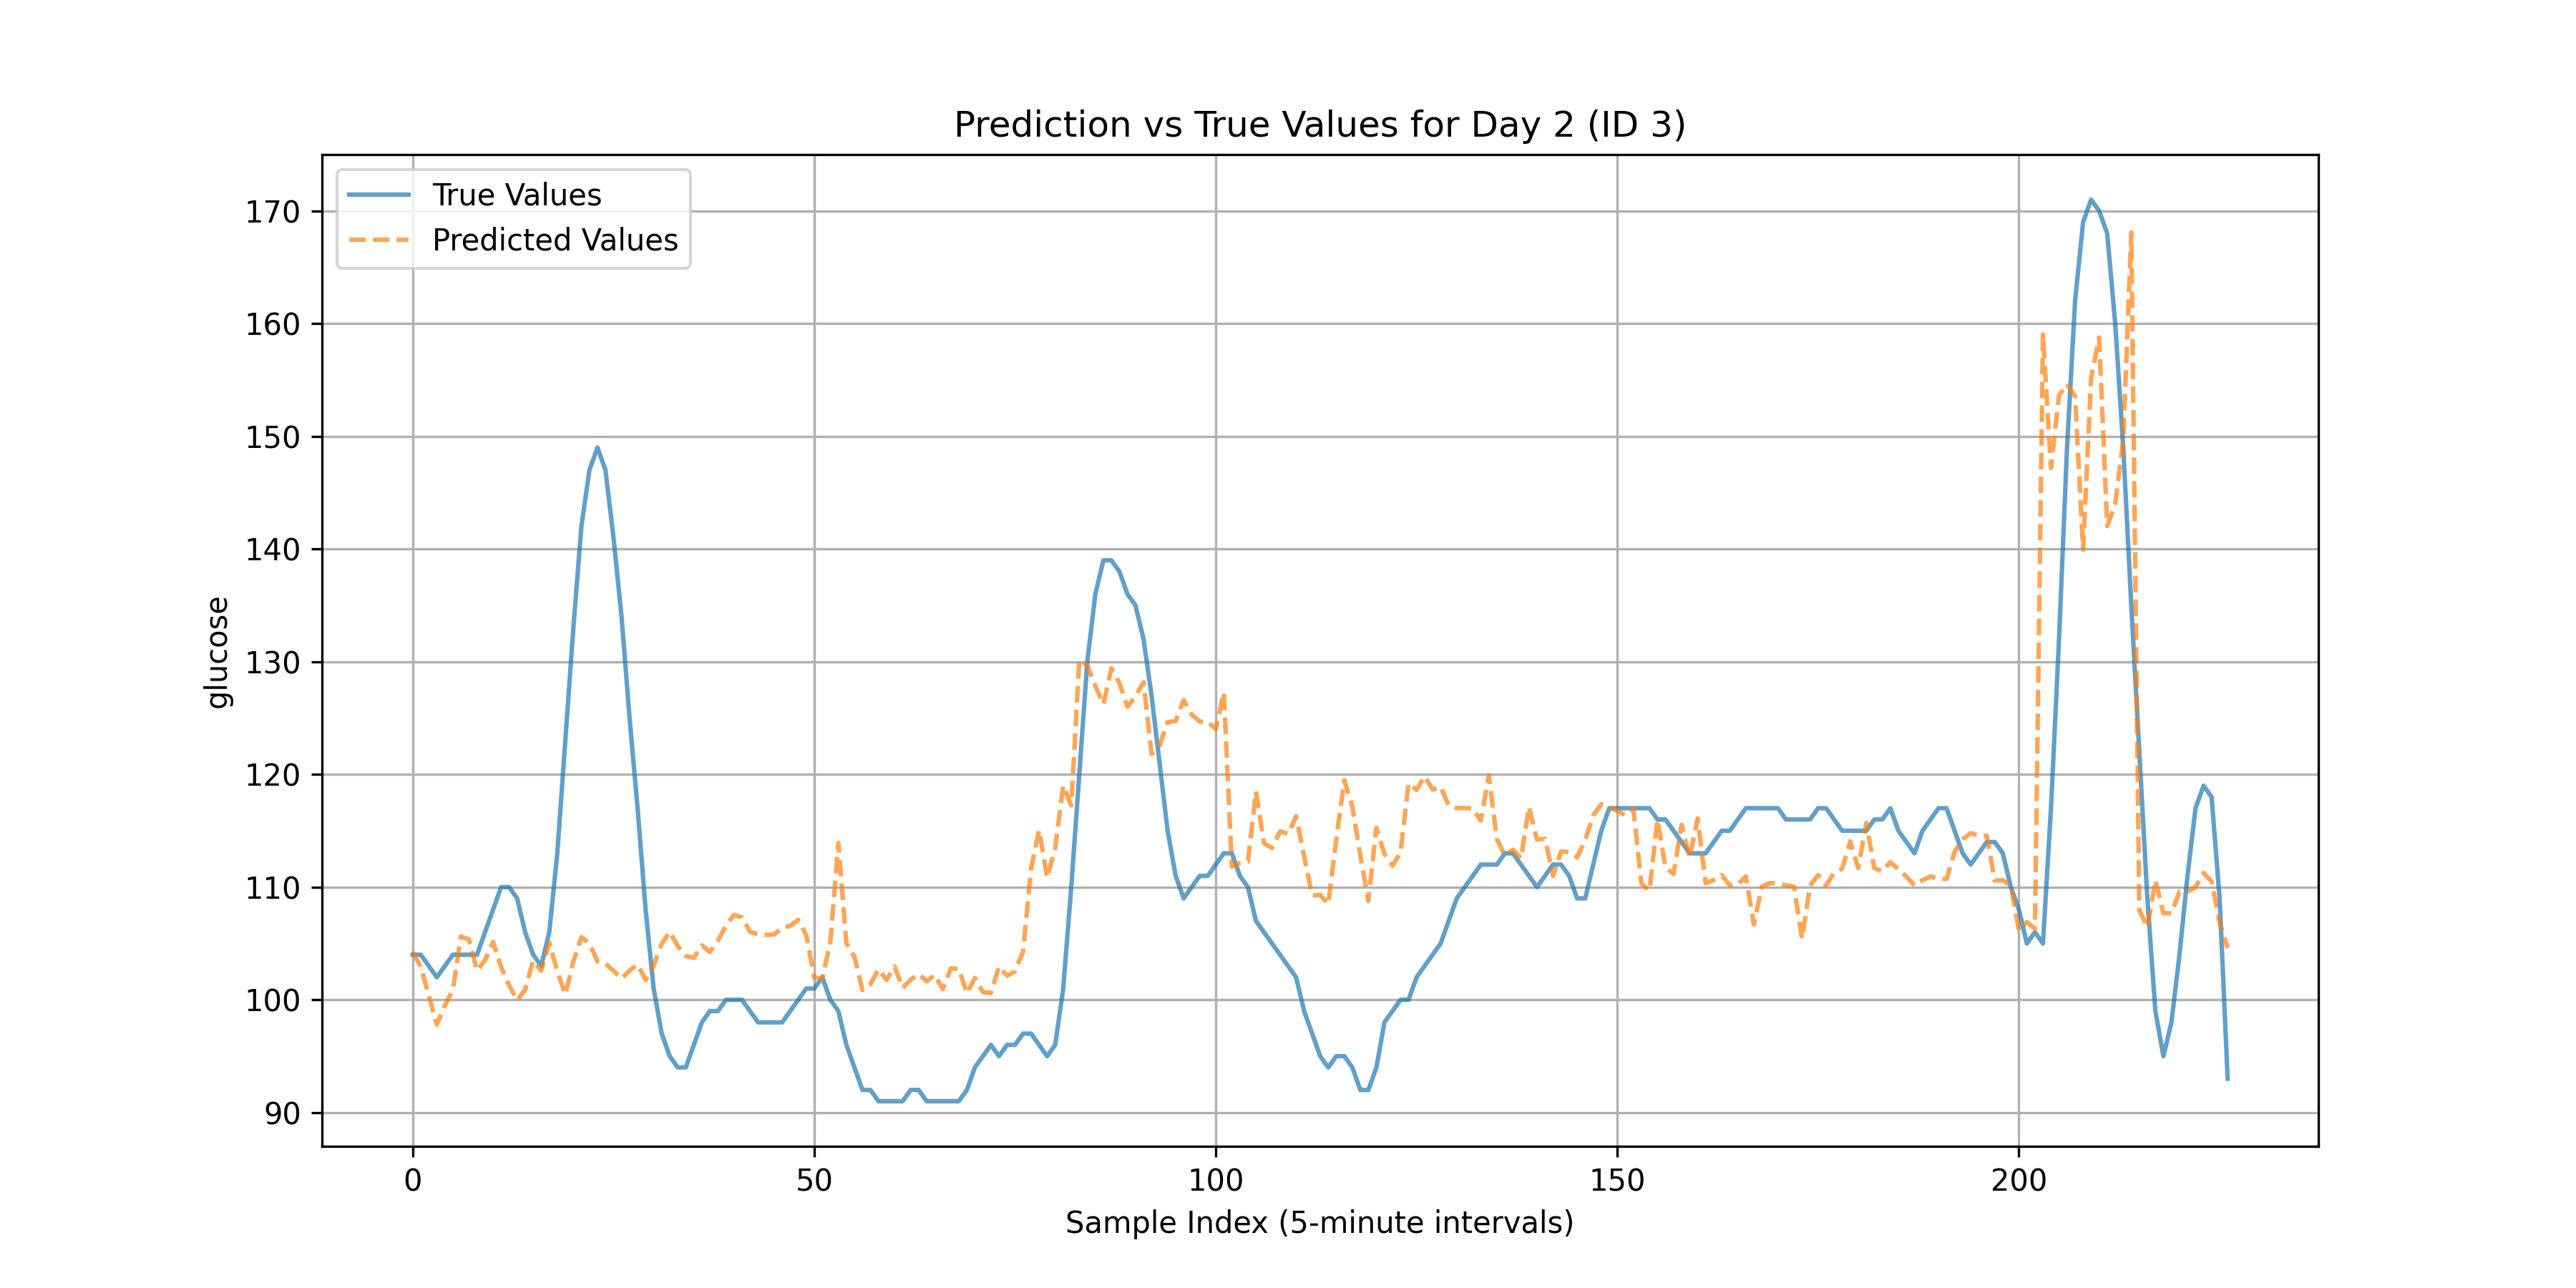 Prediction vs True Values for Day 2 (ID 3)
True Values
Predicted Values
170
160
150
140
130
120
110
100
90
glucose
0 50 100 150 200
Sample Index (5-minute intervals)